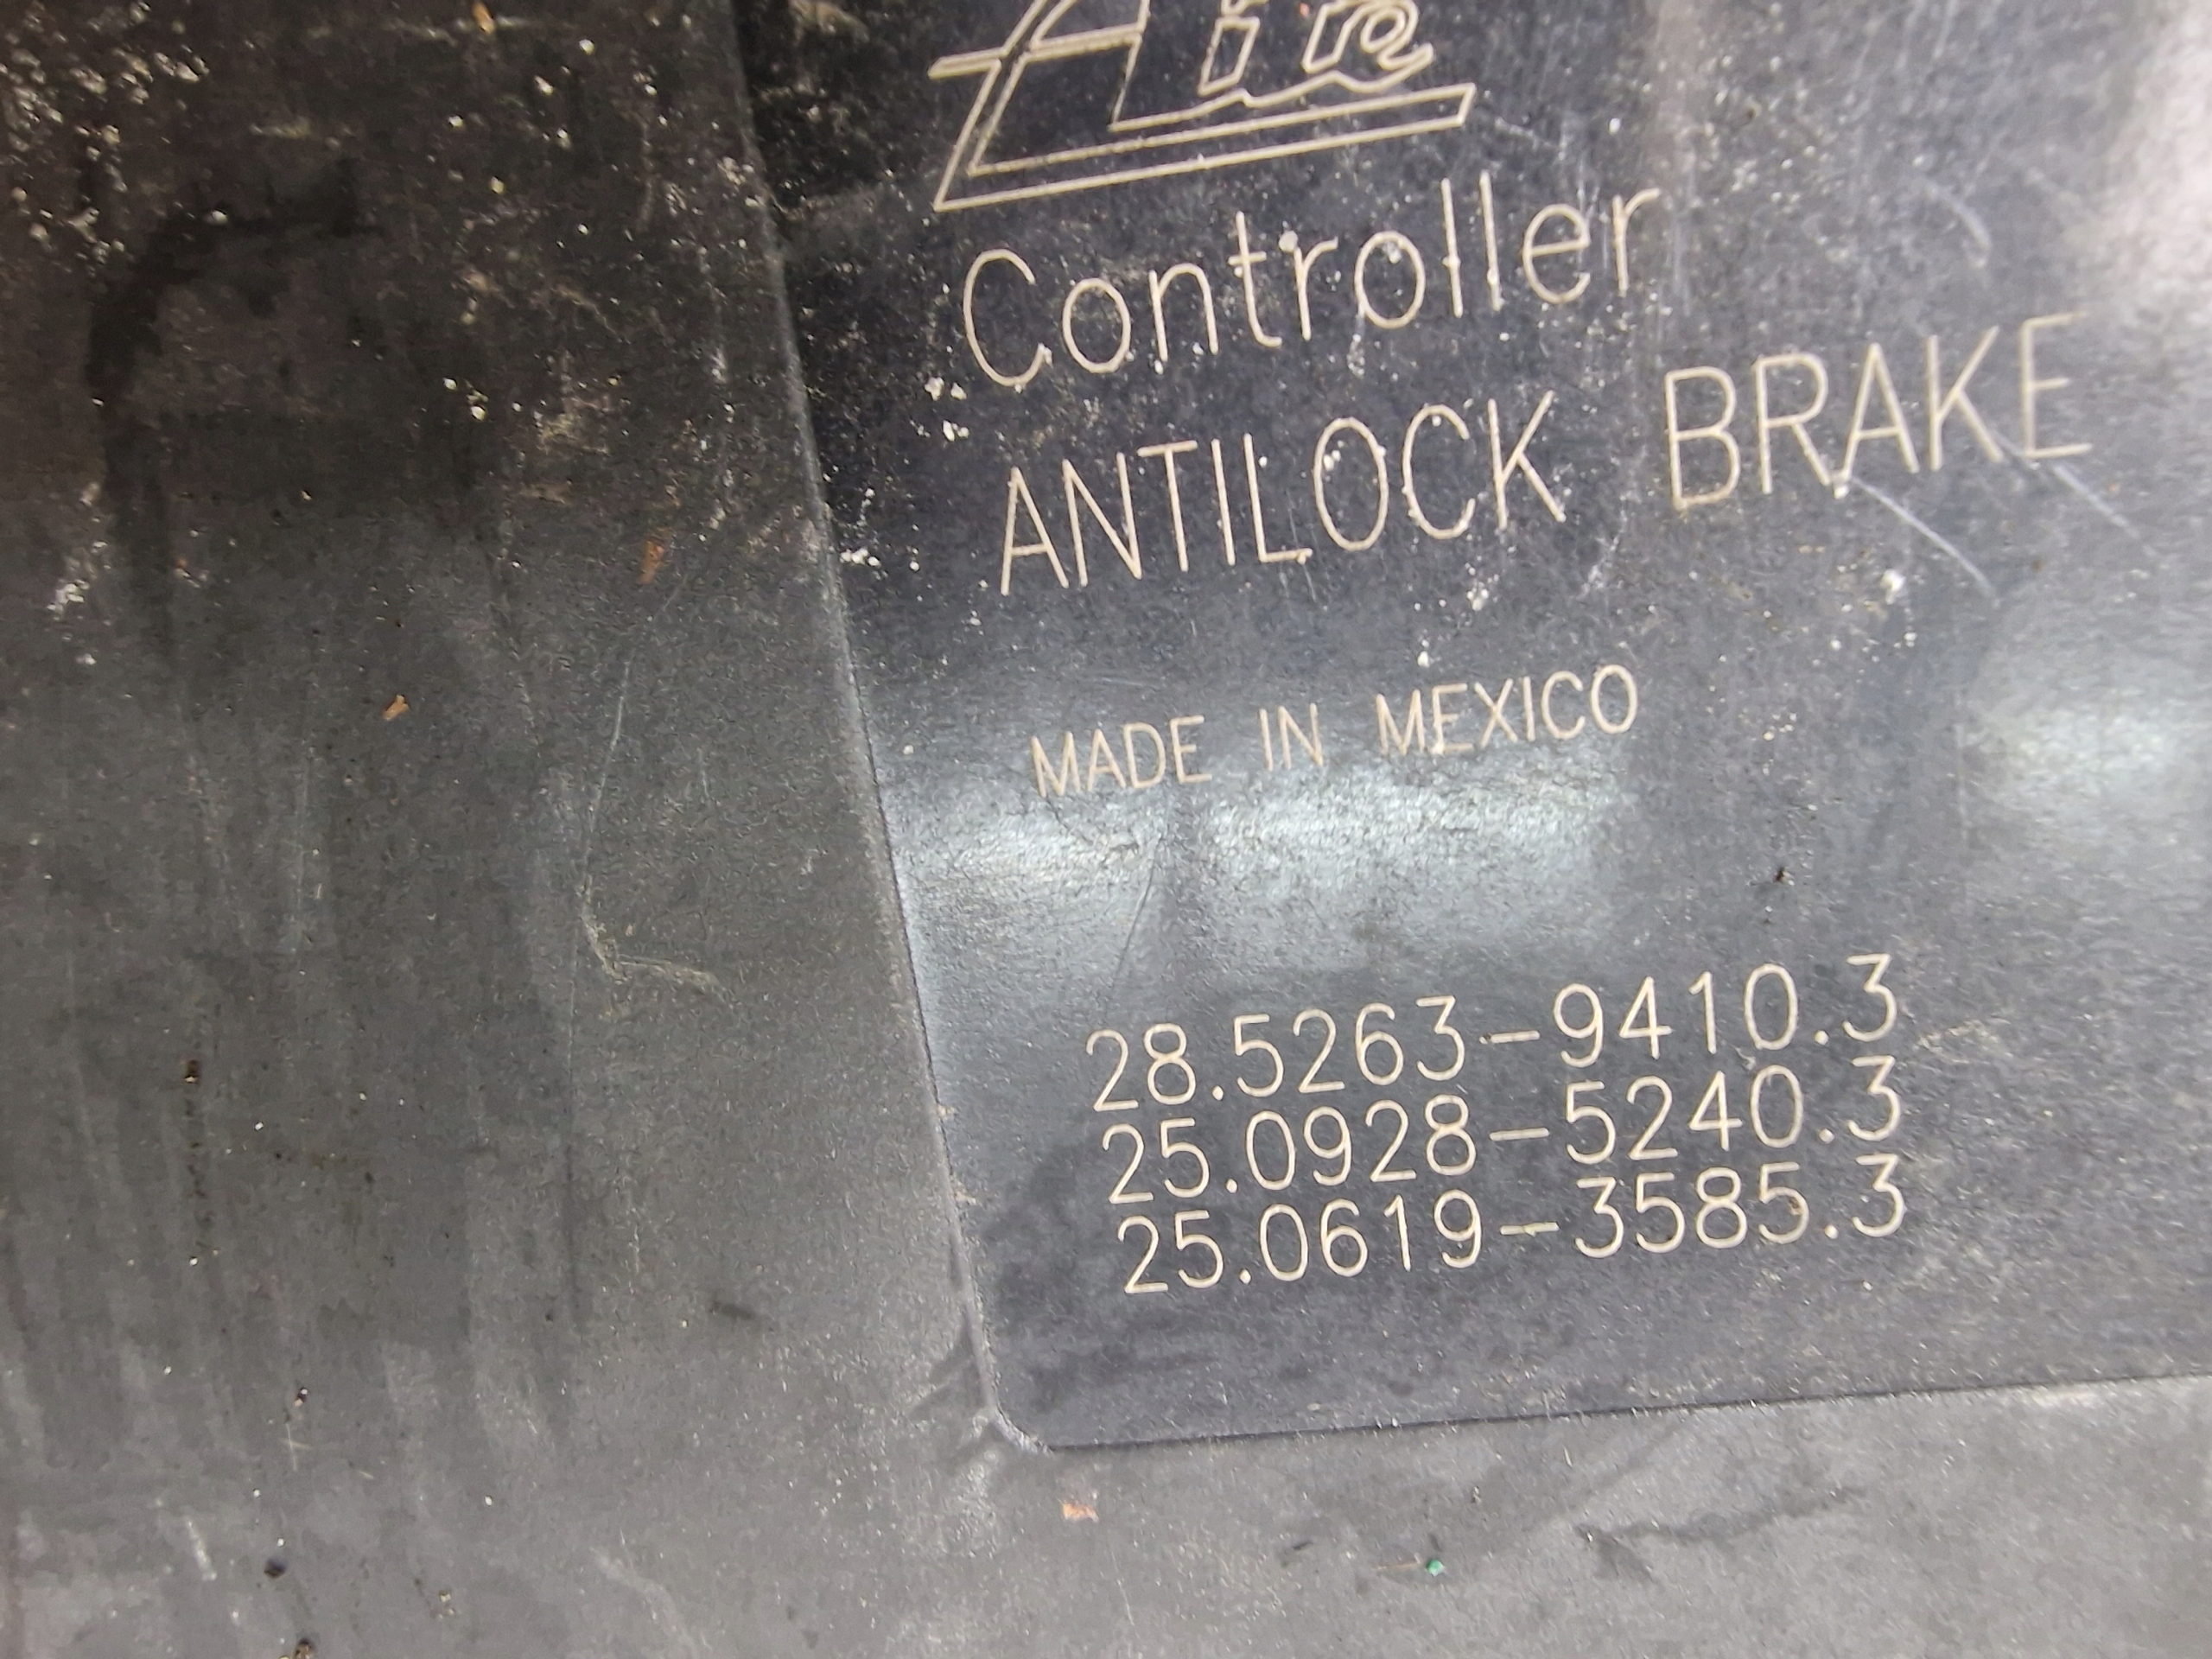 Controller
ANTILOCK BRAKE
MADE IN MEXICO
28.5263-9410.3
25.0928-5240.3
25.0619-3585.3